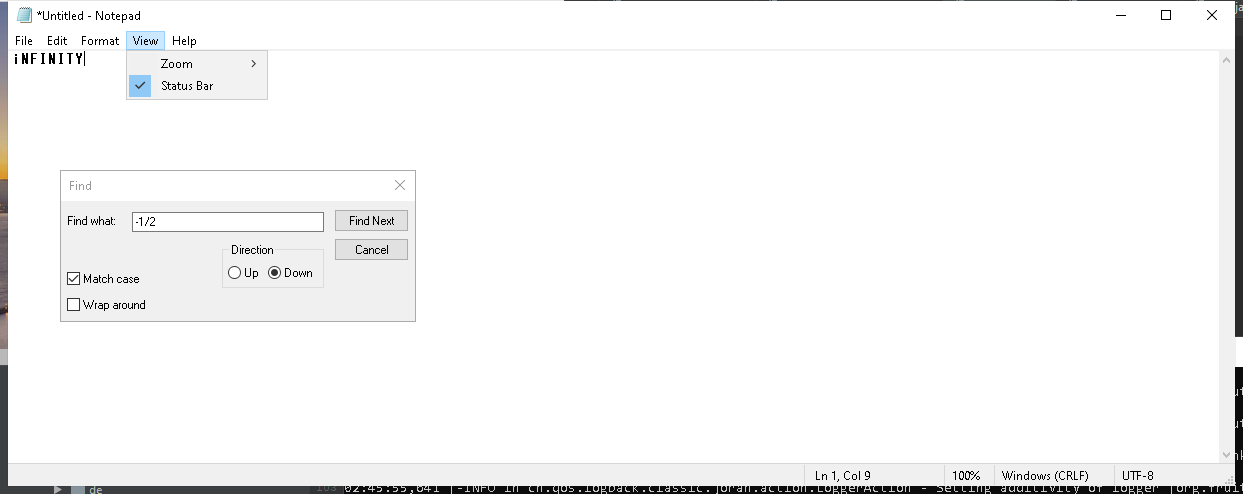 *Untitled - Notepad
File Edit Format View Help
iNFINITY
Zoom
Status Bar
Find
Find what: -1/2 Find Next
Direction Cancel
Up Down
Match case
Wrap around
Ln 1, Col 9 100% Windows (CRLF) UTF-8
de 02:45:55,641 |-INFO in ch.qos.logback.classic.joran.action.LoggerAction - Setting additivity of logger